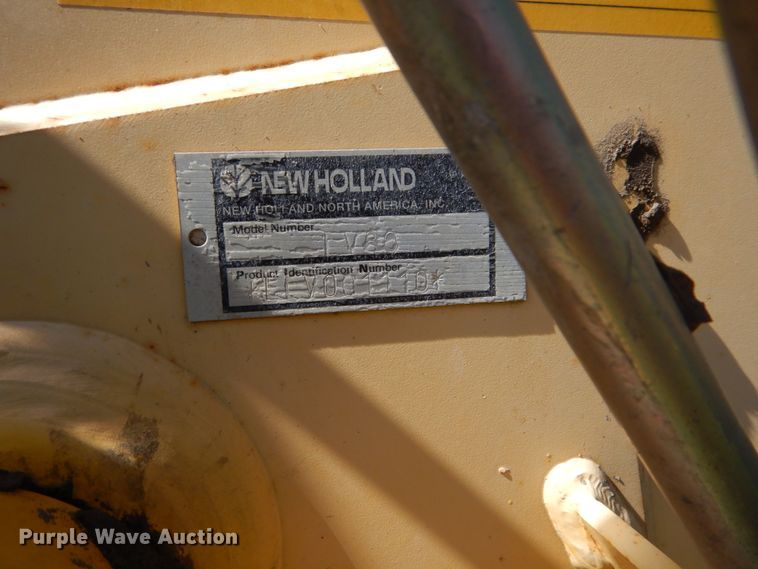 NEW HOLLAND
NEW HOLLAND NORTH AMERICA, INC.
Model Number
Product Identification Number
Purple Wave Auction